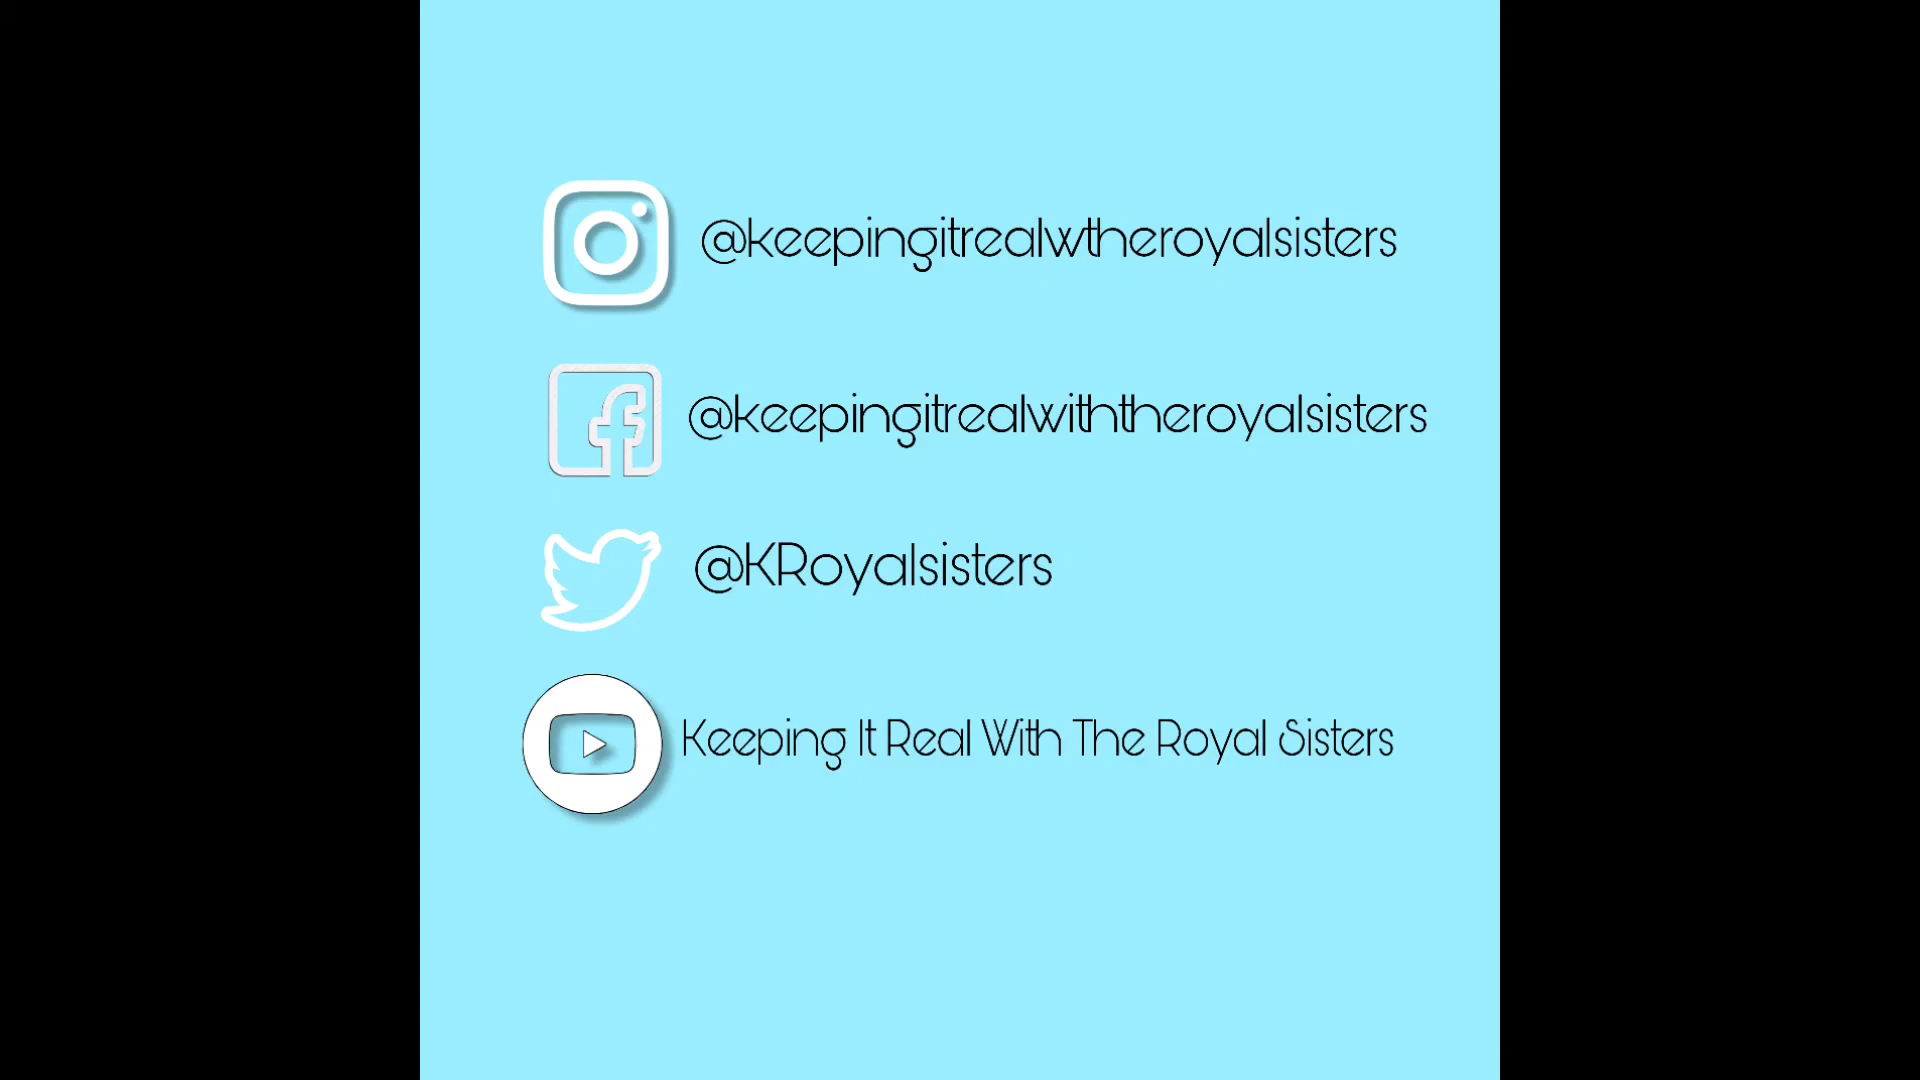 @keepingitrealwtheroyalsisters
@keepingitrealwiththeroyalsisters
@KRoyalsisters
Keeping It Real With The Royal Sisters